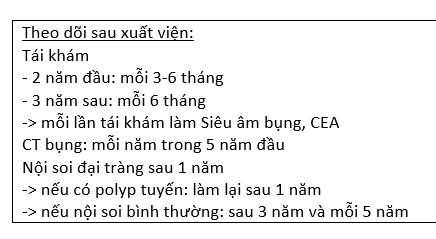 Theo dõi sau xuất viện:
Tái khám
- 2 năm đầu: mỗi 3-6 tháng
- 3 năm sau: mỗi 6 tháng
-> mỗi lần tái khám làm Siêu âm bụng, CEA
CT bụng: mỗi năm trong 5 năm đầu
Nội soi đại tràng sau 1 năm
-> nếu có polyp tuyến: làm lại sau 1 năm
-> nếu nội soi bình thường: sau 3 năm và mỗi 5 năm